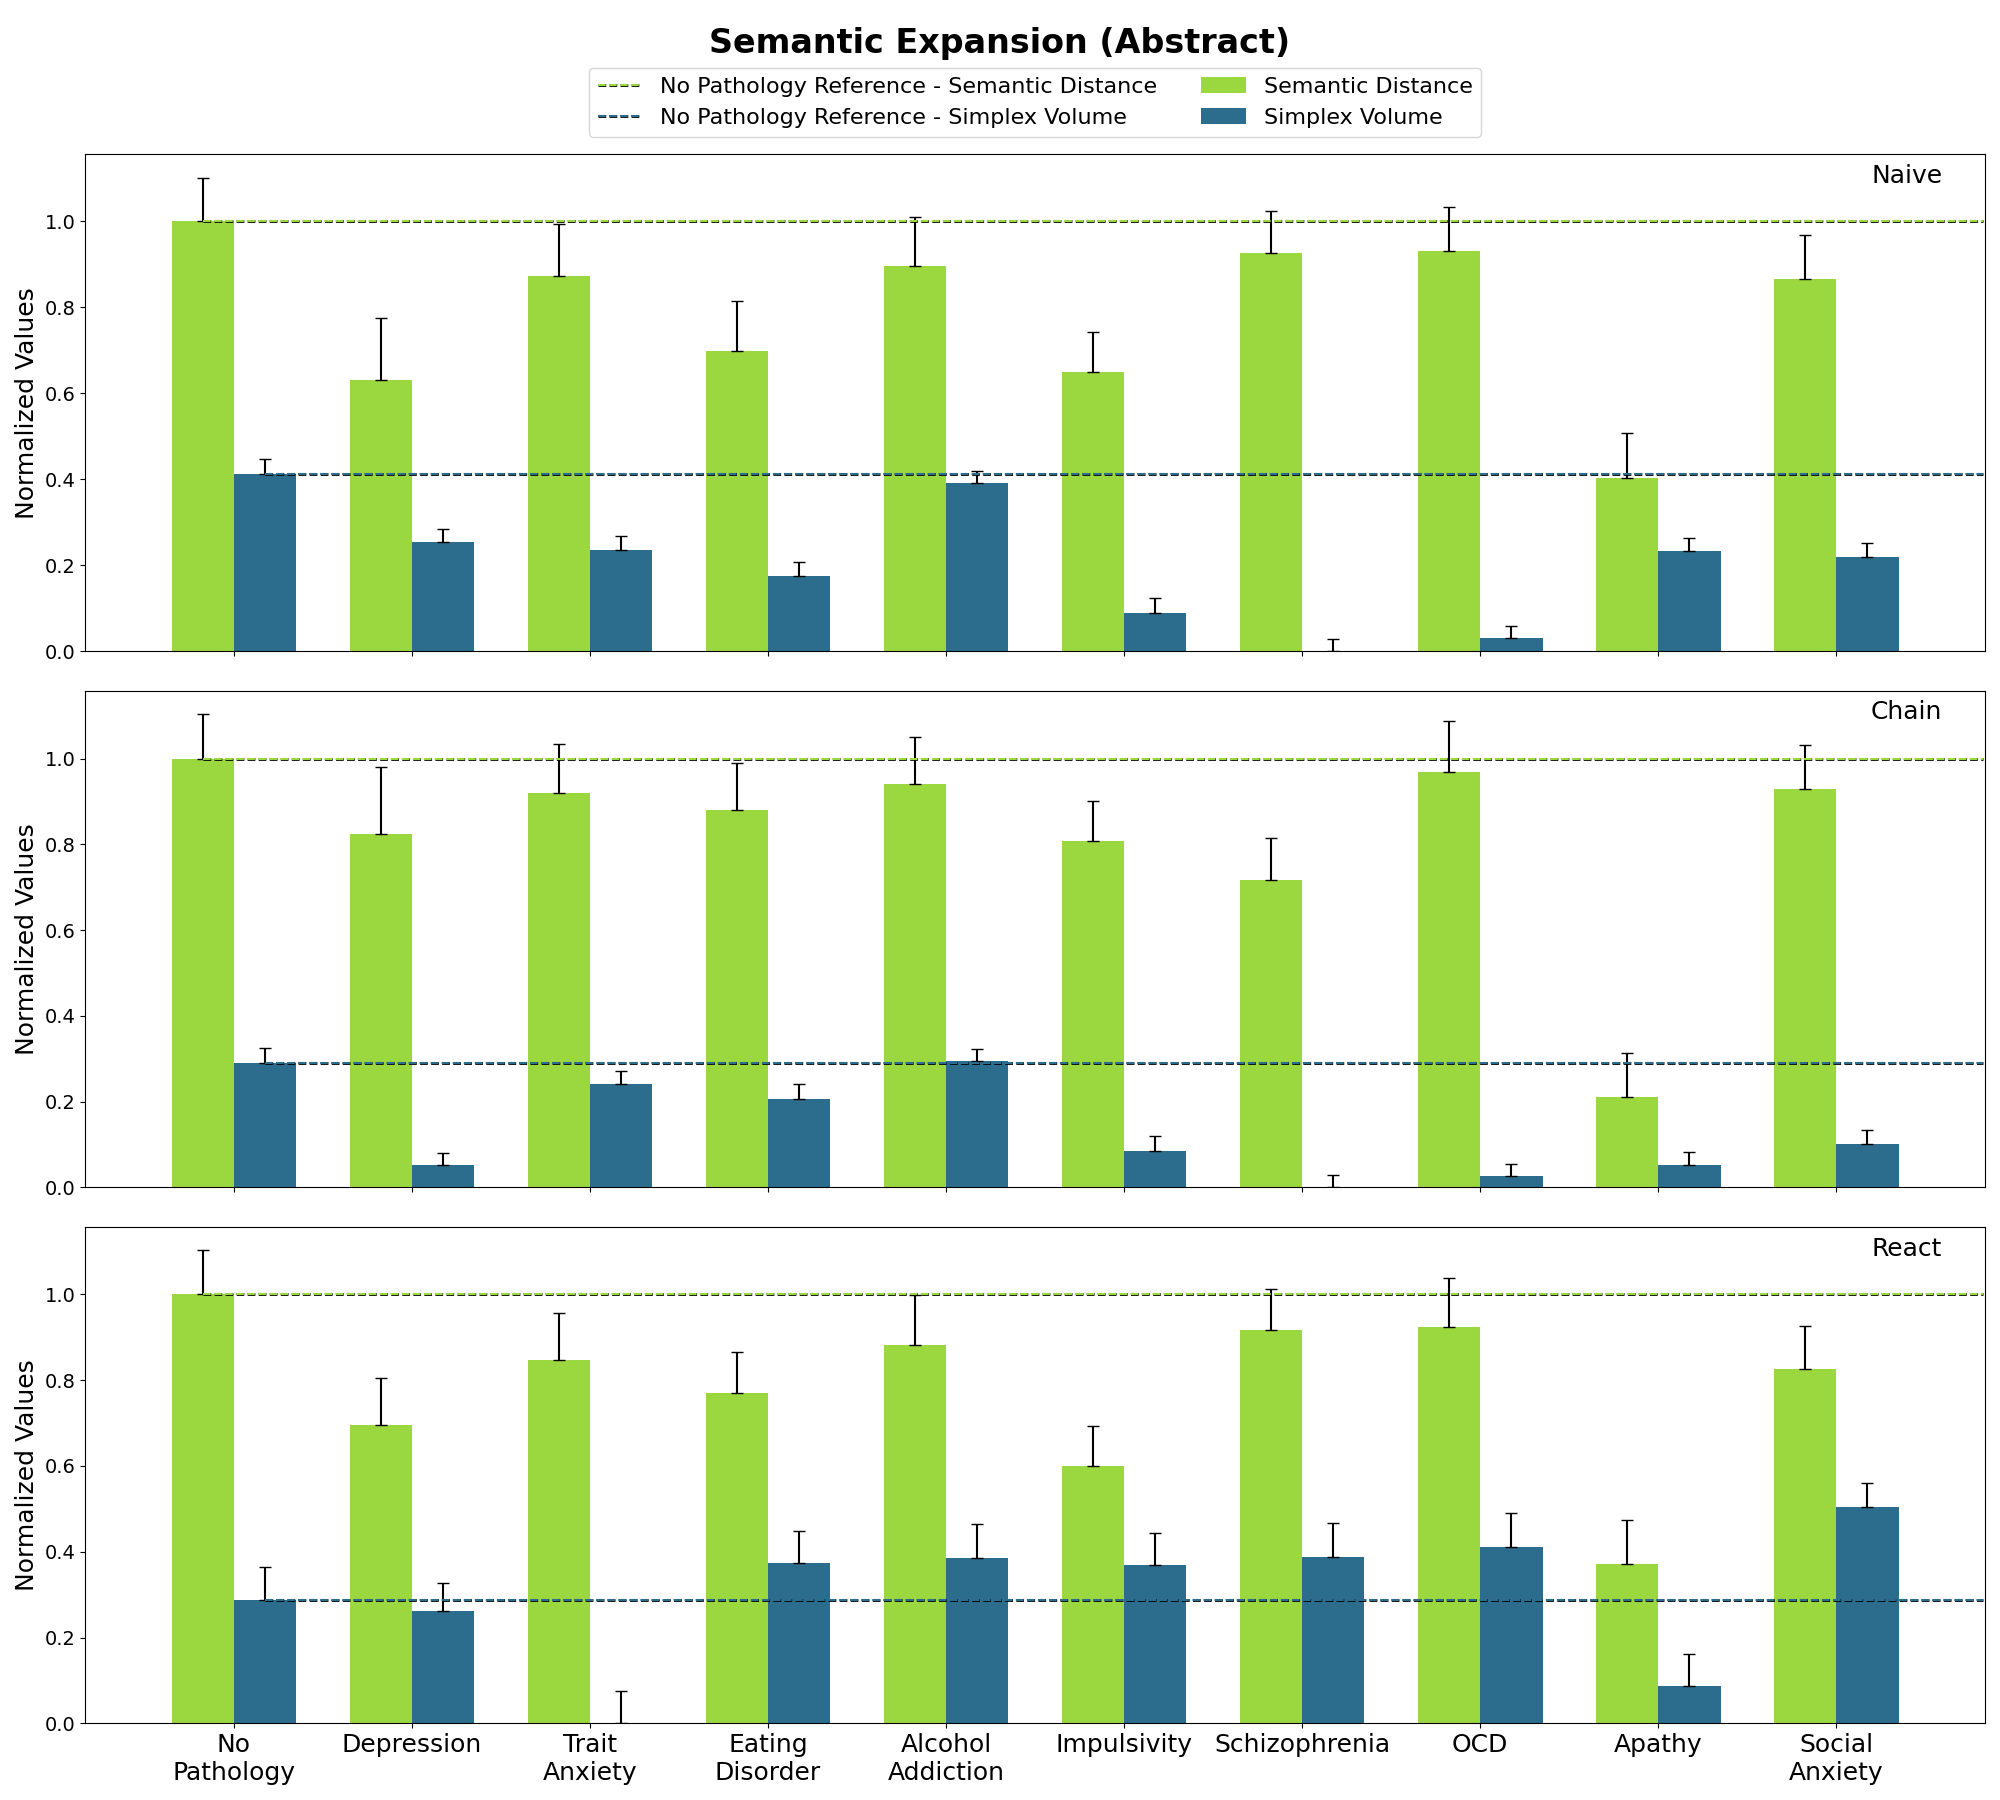 Semantic Expansion (Abstract)
No Pathology Reference - Semantic Distance
No Pathology Reference - Simplex Volume
Semantic Distance
Simplex Volume
Naive
Normalized Values
1.0
0.8
0.6
0.4
0.2
0.0
Chain
Normalized Values
1.0
0.8
0.6
0.4
0.2
0.0
React
Normalized Values
1.0
0.8
0.6
0.4
0.2
0.0
No
Pathology
Depression
Trait
Anxiety
Eating
Disorder
Alcohol
Addiction
Impulsivity
Schizophrenia
OCD
Apathy
Social
Anxiety